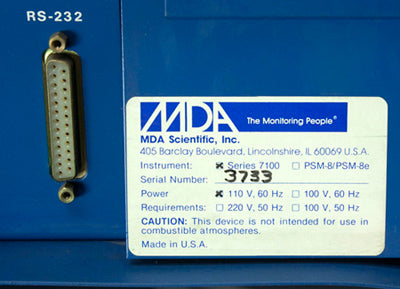 RS-232
MDA The Monitoring People®
MDA Scientific, Inc.
405 Barclay Boulevard, Lincolnshire, IL 60069 U.S.A.
Instrument: ☒ Series 7100 ☐ PSM-8/PSM-8e
Serial Number: 3733
Power ☒ 110 V, 60 Hz ☐ 100 V, 60 Hz
Requirements: ☐ 220 V, 50 Hz ☐ 100 V, 50 Hz
CAUTION: This device is not intended for use in
combustible atmospheres.
Made in U.S.A.